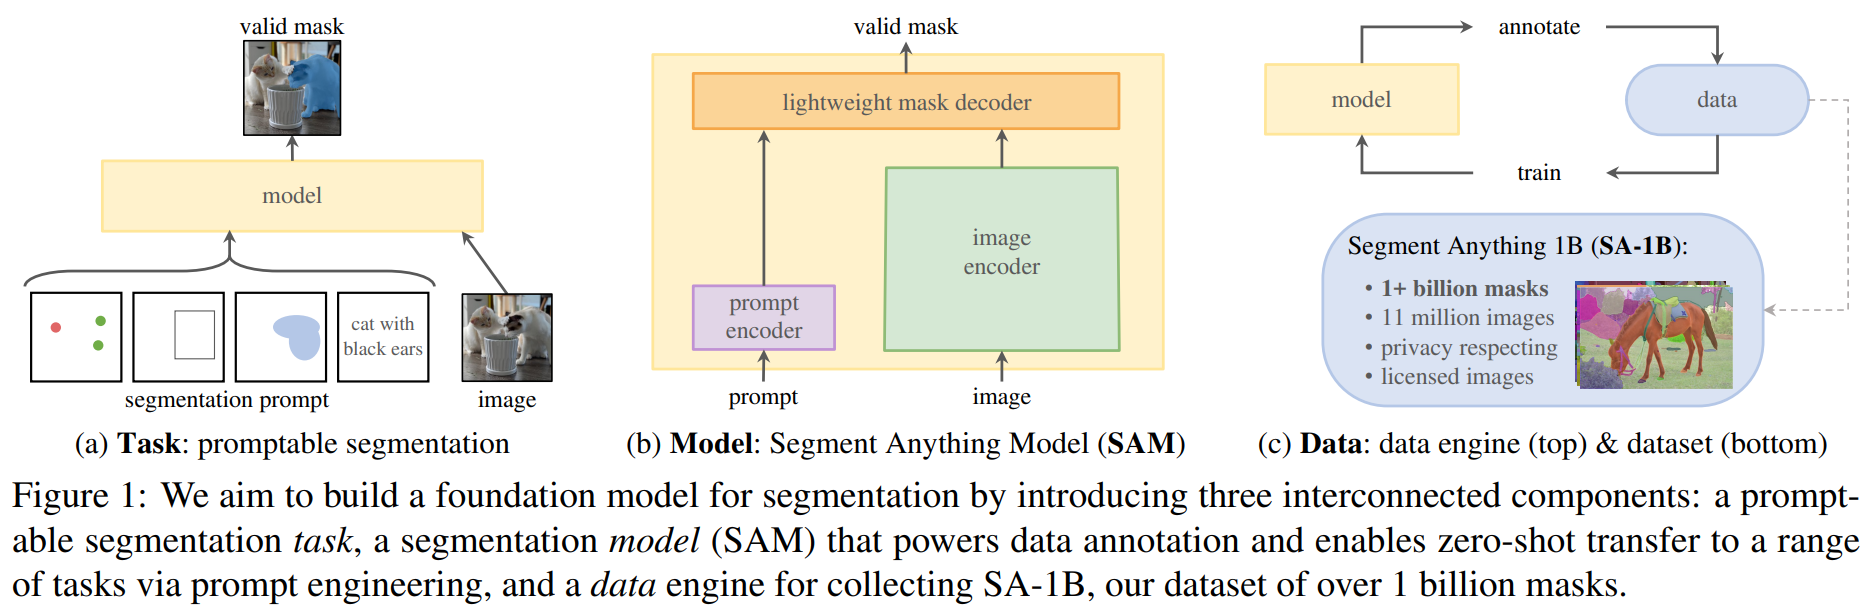 valid mask
model
cat with
black ears
segmentation prompt
image
(a) Task: promptable segmentation
valid mask
lightweight mask decoder
image
encoder
prompt
encoder
prompt
image
(b) Model: Segment Anything Model (SAM)
annotate
model
data
train
Segment Anything 1B (SA-1B):
• 1+ billion masks
• 11 million images
• privacy respecting
• licensed images
(c) Data: data engine (top) & dataset (bottom)
Figure 1: We aim to build a foundation model for segmentation by introducing three interconnected components: a prompt-
able segmentation task, a segmentation model (SAM) that powers data annotation and enables zero-shot transfer to a range
of tasks via prompt engineering, and a data engine for collecting SA-1B, our dataset of over 1 billion masks.